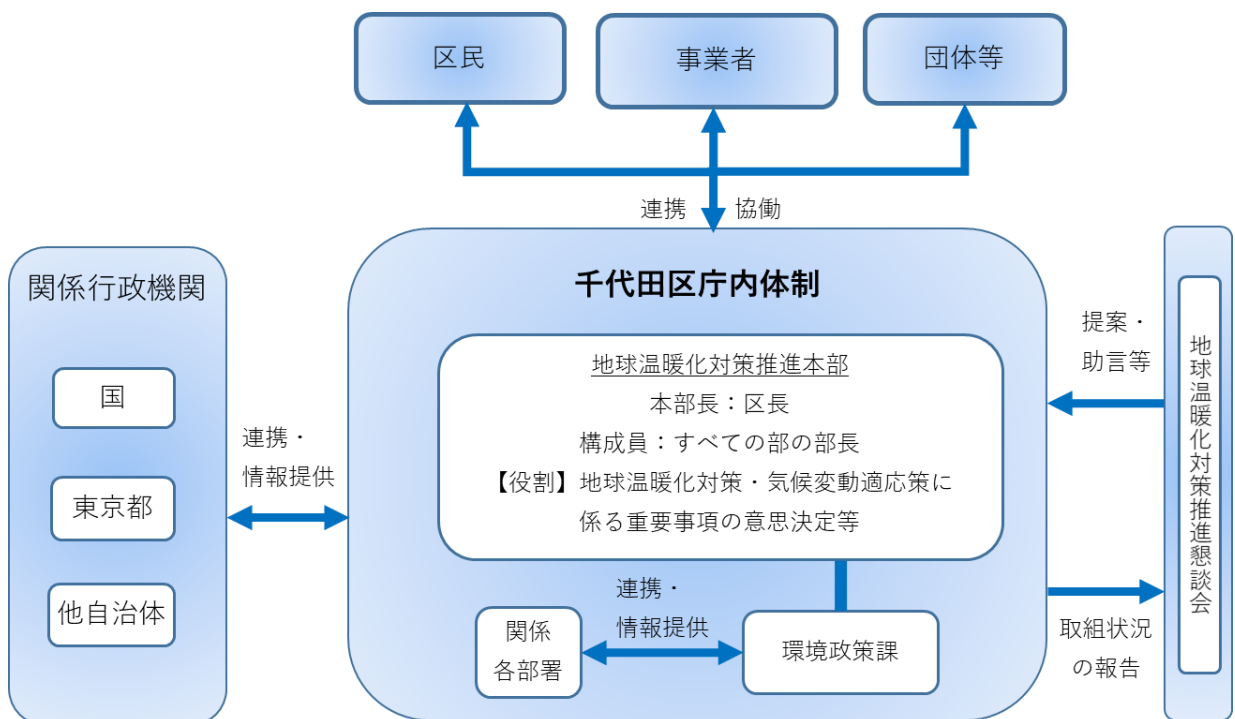 区民
事業者
団体等
連携
協働
関係行政機関
国
東京都
他自治体
連携・
情報提供
千代田区庁内体制
地球温暖化対策推進本部
本部長：区長
構成員：すべての部の部長
【役割】地球温暖化対策・気候変動適応策に
係る重要事項の意思決定等
連携・
情報提供
関係
各部署
環境政策課
提案・
助言等
取組状況
の報告
地球温暖化対策推進懇談会